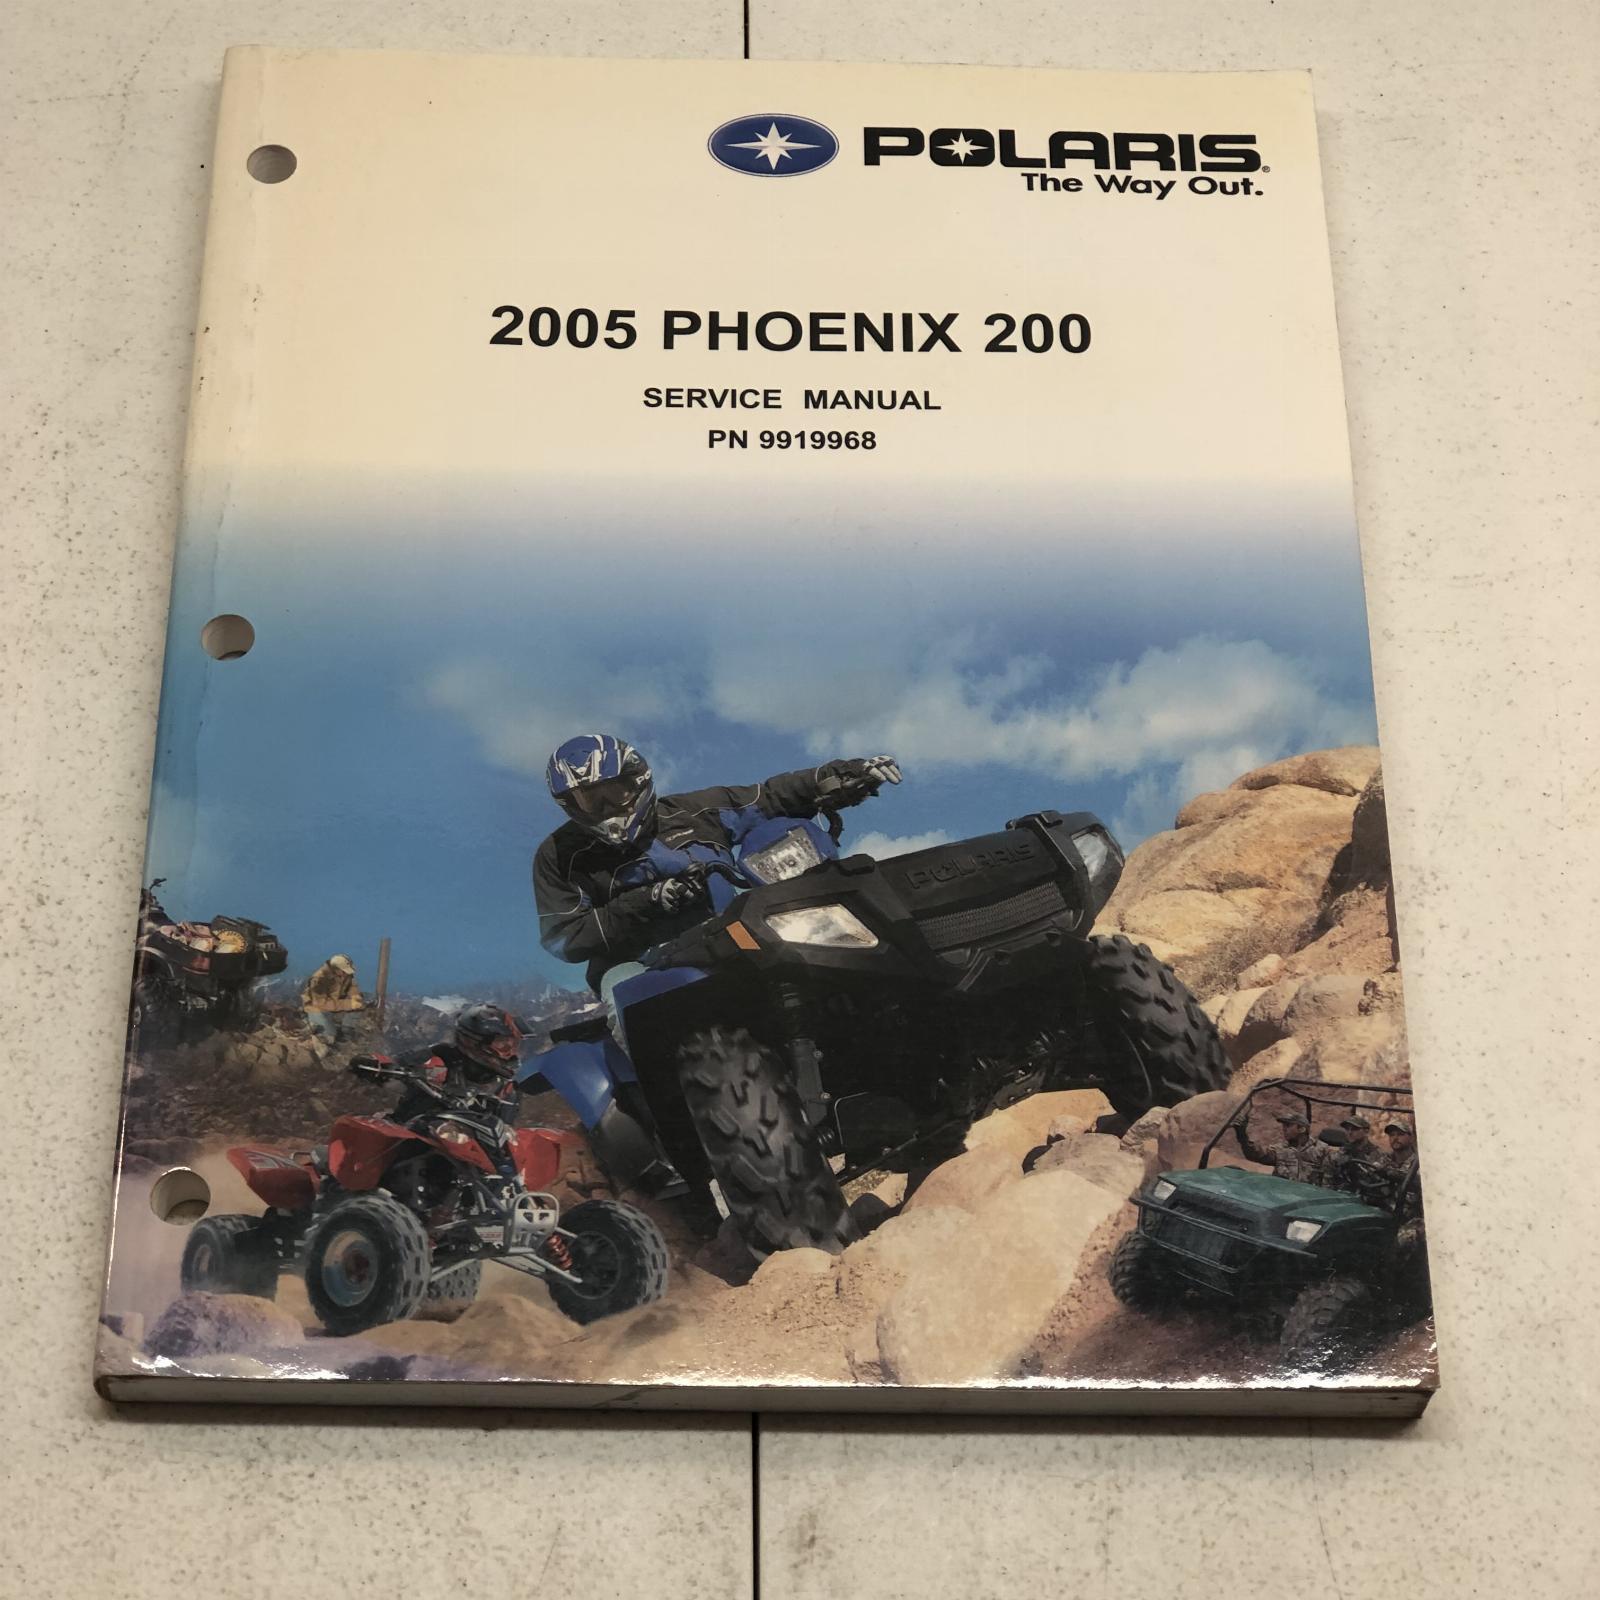 POLARIS®
The Way Out.
2005 PHOENIX 200
SERVICE MANUAL
PN 9919968
POLARIS